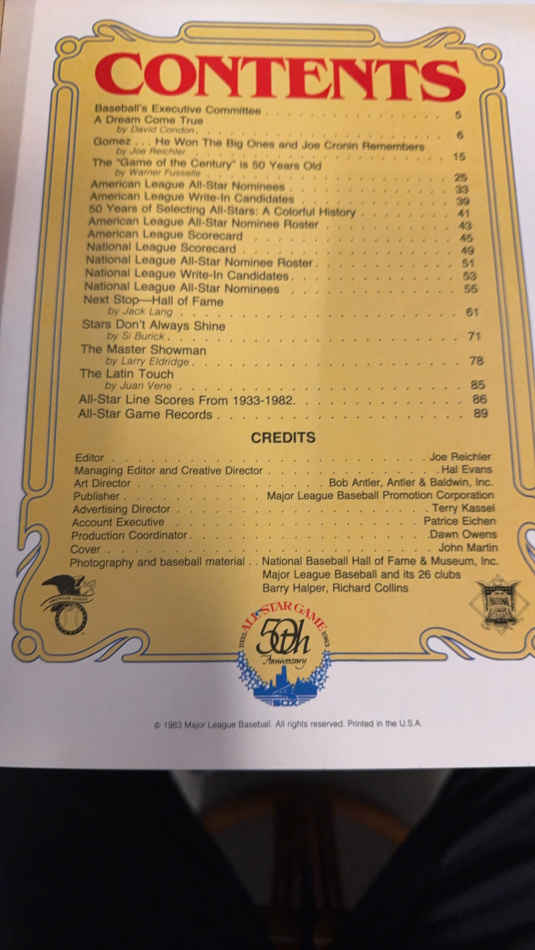 CONTENTS
Baseball's Executive Committee . . . . . . . . . . . . . . . . 5
A Dream Come True
by David Condon . . . . . . . . . . . . . . . . 6
Gomez . . . He Won The Big Ones and Joe Cronin Remembers
by Joe Reichler . . . . . . . . . . . . . . . . 15
The "Game of the Century" is 50 Years Old
by Warner Fusselle . . . . . . . . . . . . . . . . 25
American League All-Star Nominees . . . . . . . . . . . . . . . . 33
American League Write-In Candidates . . . . . . . . . . . . . . . . 39
50 Years of Selecting All-Stars: A Colorful History . . . . . . . . . . 41
American League All-Star Nominee Roster . . . . . . . . . . . . . . 43
American League Scorecard . . . . . . . . . . . . . . . . 45
National League Scorecard . . . . . . . . . . . . . . . . 49
National League All-Star Nominee Roster . . . . . . . . . . . . . . 51
National League Write-In Candidates . . . . . . . . . . . . . . . . 53
National League All-Star Nominees . . . . . . . . . . . . . . . . 55
Next Stop—Hall of Fame
by Jack Lang . . . . . . . . . . . . . . . . 61
Stars Don't Always Shine
by Si Burick . . . . . . . . . . . . . . . . 71
The Master Showman
by Larry Eldridge . . . . . . . . . . . . . . . . 78
The Latin Touch
by Juan Vene . . . . . . . . . . . . . . . . 85
All-Star Line Scores From 1933-1982 . . . . . . . . . . . . . . . . 86
All-Star Game Records . . . . . . . . . . . . . . . . 89
CREDITS
Editor . . . . . . . . . . . . . . . . Joe Reichler
Managing Editor and Creative Director . . . . . . . . . . . . Hal Evans
Art Director . . . . . . . . . . . . Bob Antler, Antler & Baldwin, Inc.
Publisher . . . . . . . . . . Major League Baseball Promotion Corporation
Advertising Director . . . . . . . . . . . . . . . . Terry Kassel
Account Executive . . . . . . . . . . . . . . . . Patrice Eichen
Production Coordinator . . . . . . . . . . . . . . . . Dawn Owens
Cover . . . . . . . . . . . . . . . . John Martin
Photography and baseball material . . National Baseball Hall of Fame & Museum, Inc.
Major League Baseball and its 26 clubs
Barry Halper, Richard Collins
ALL-STAR GAME
1933 50th 1983
Anniversary
SOX
© 1983 Major League Baseball. All rights reserved. Printed in the U.S.A.